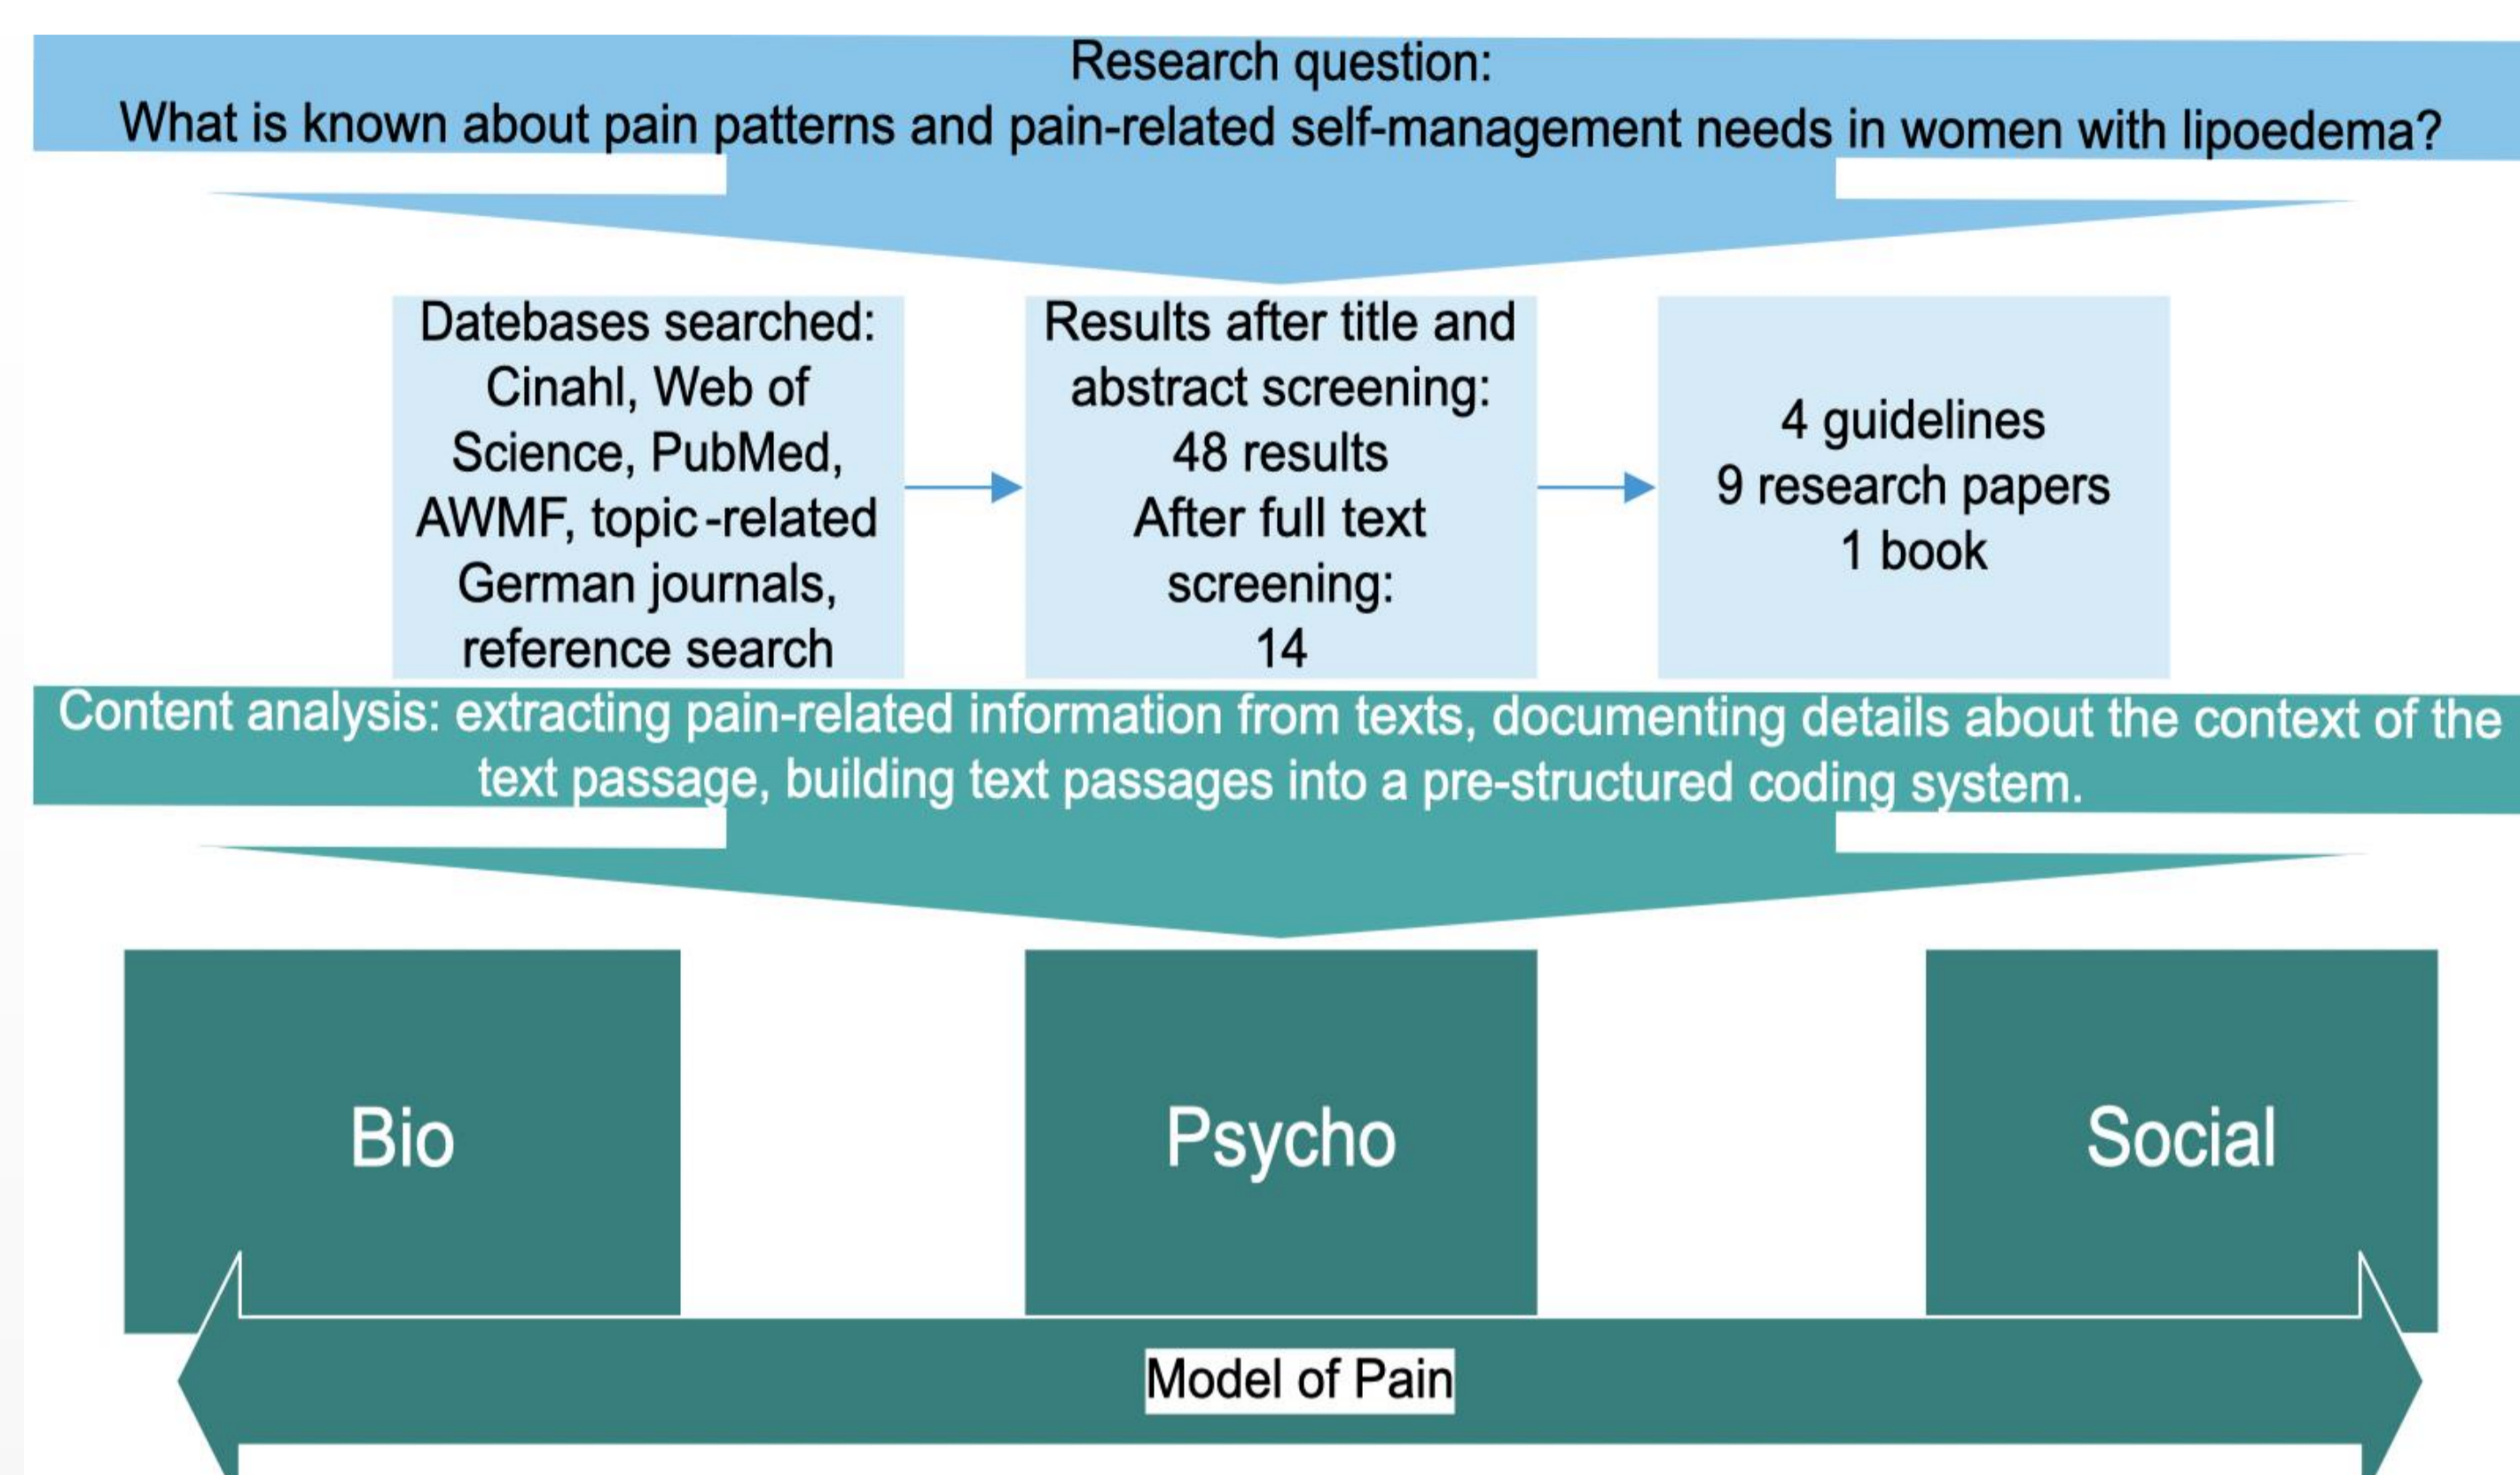 Research question:
What is known about pain patterns and pain-related self-management needs in women with lipoedema?
Datebases searched:
Cinahl, Web of
Science, PubMed,
AWMF, topic-related
German journals,
reference search
Results after title and
abstract screening:
48 results
After full text
screening:
14
4 guidelines
9 research papers
1 book
Content analysis: extracting pain-related information from texts, documenting details about the context of the
text passage, building text passages into a pre-structured coding system.
Bio
Psycho
Social
Model of Pain